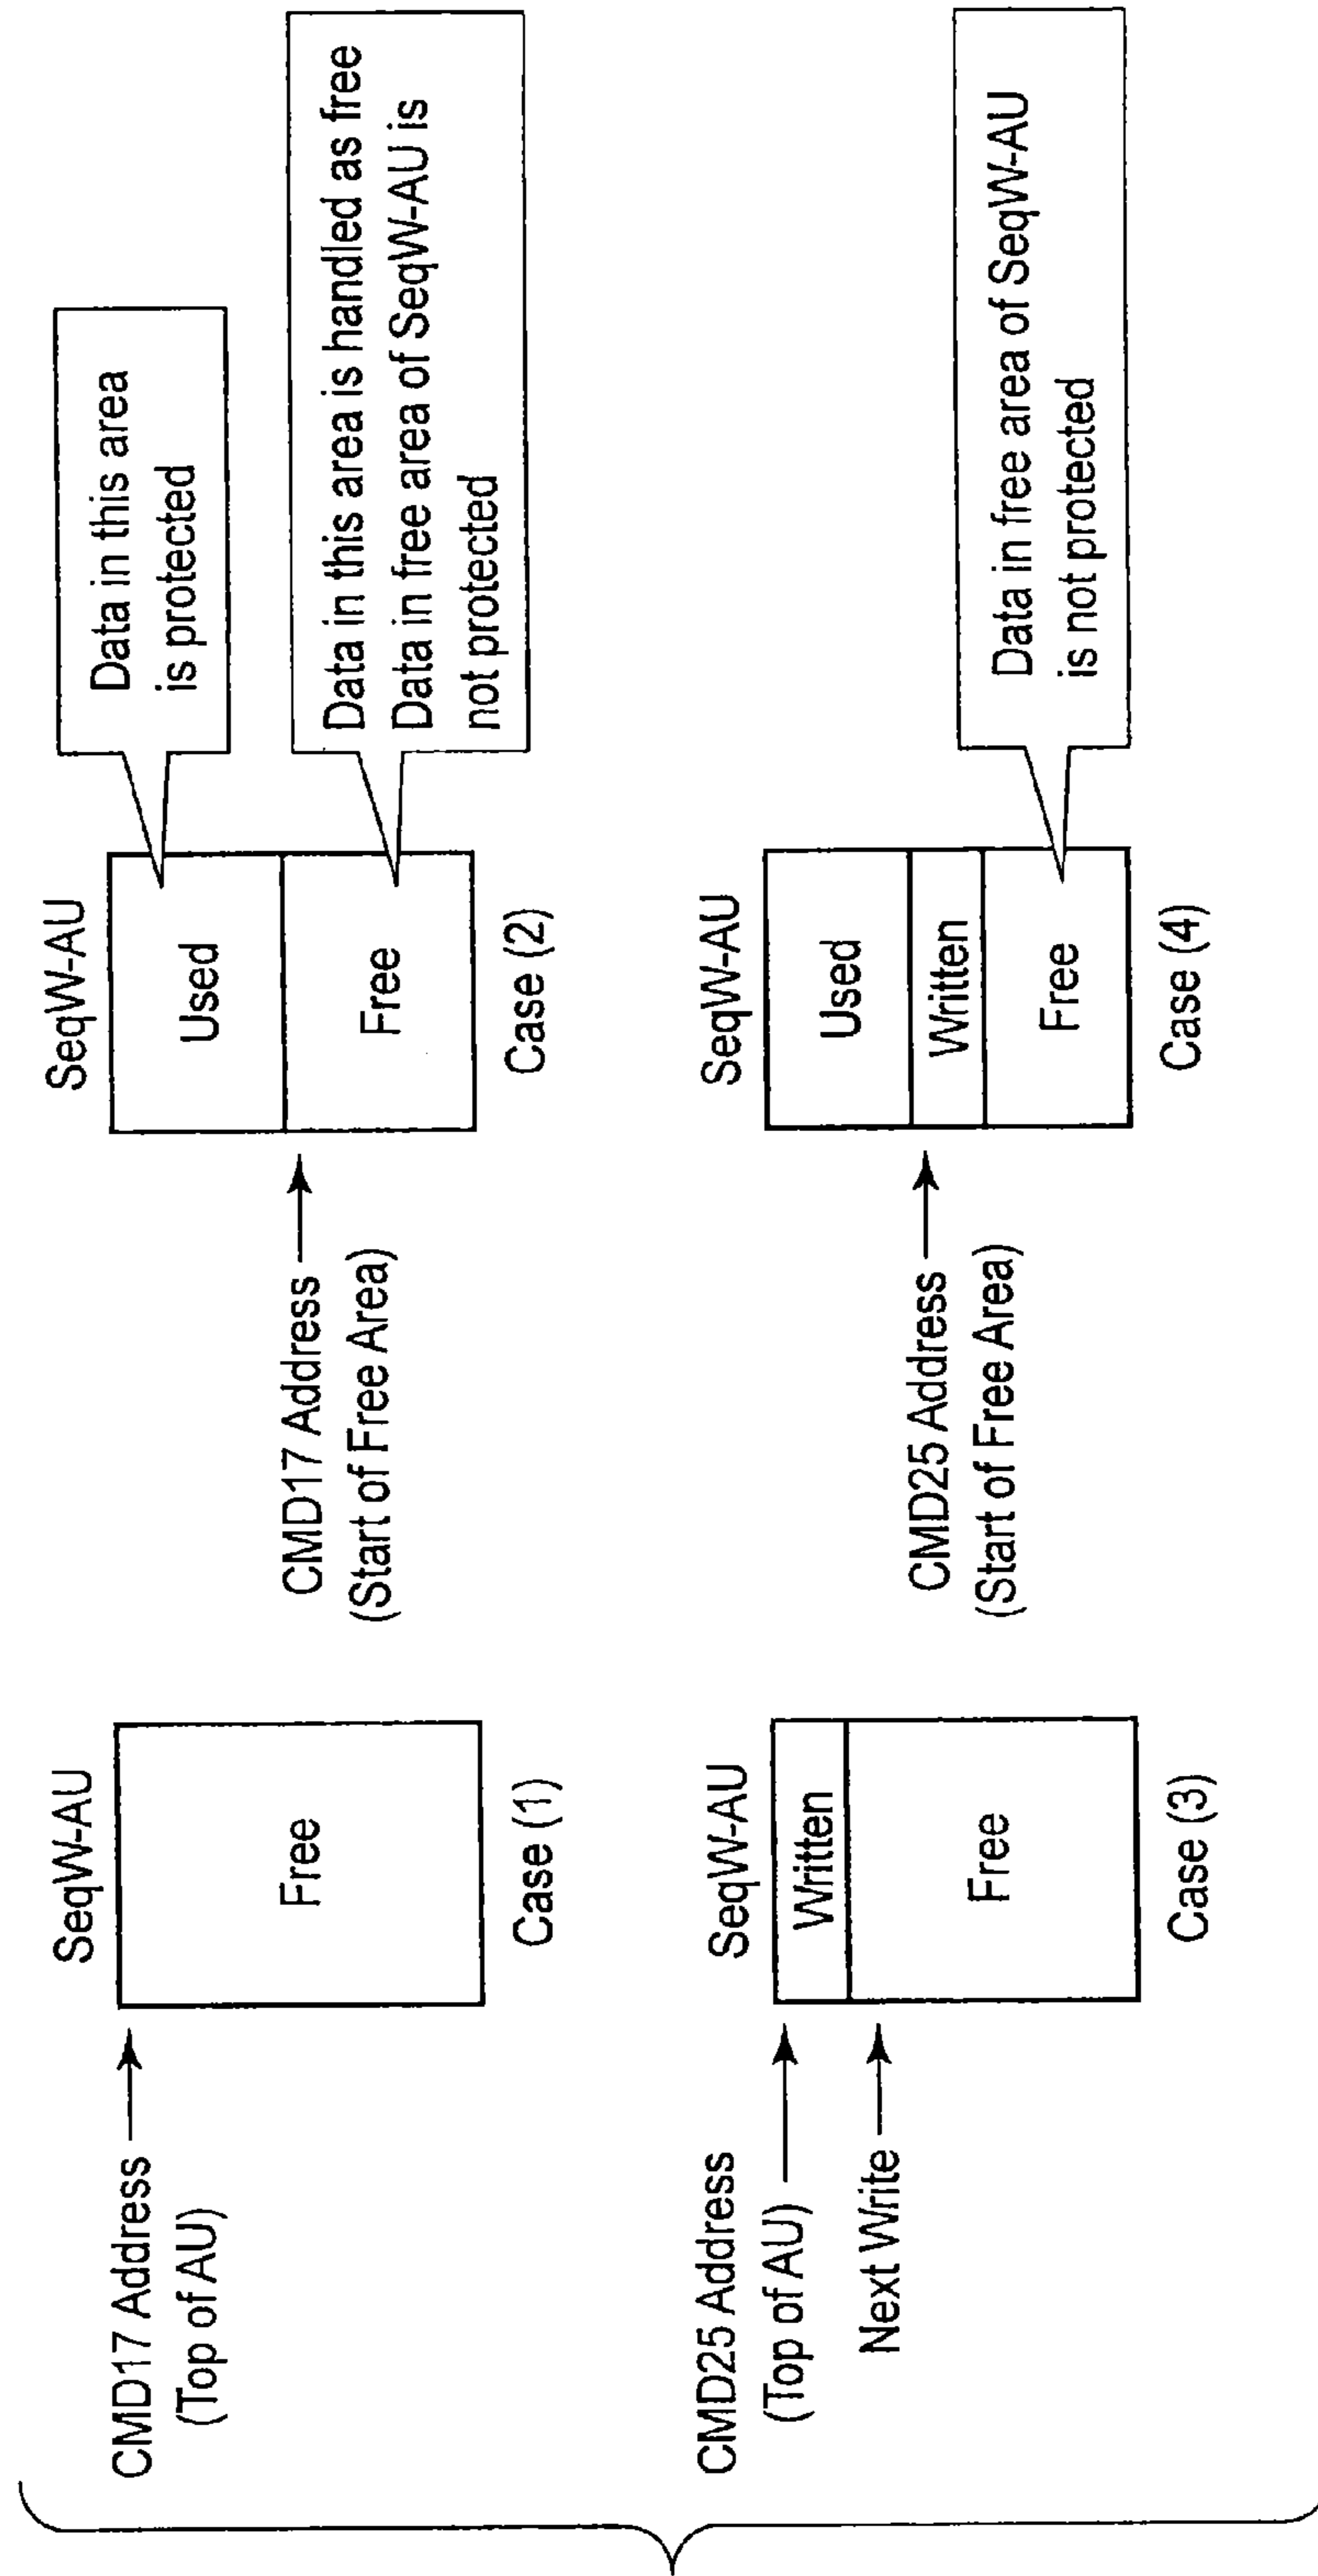 SeqW-AU
CMD17 Address
(Top of AU)
Free
Case (1)
SeqW-AU
CMD17 Address
(Start of Free Area)
Used
Free
Case (2)
Data in this area
is protected
Data in this area is handled as free
Data in free area of SeqW-AU is
not protected
SeqW-AU
CMD25 Address
(Top of AU)
Next Write
Written
Free
Case (3)
SeqW-AU
CMD25 Address
(Start of Free Area)
Used
Written
Free
Case (4)
Data in free area of SeqW-AU
is not protected